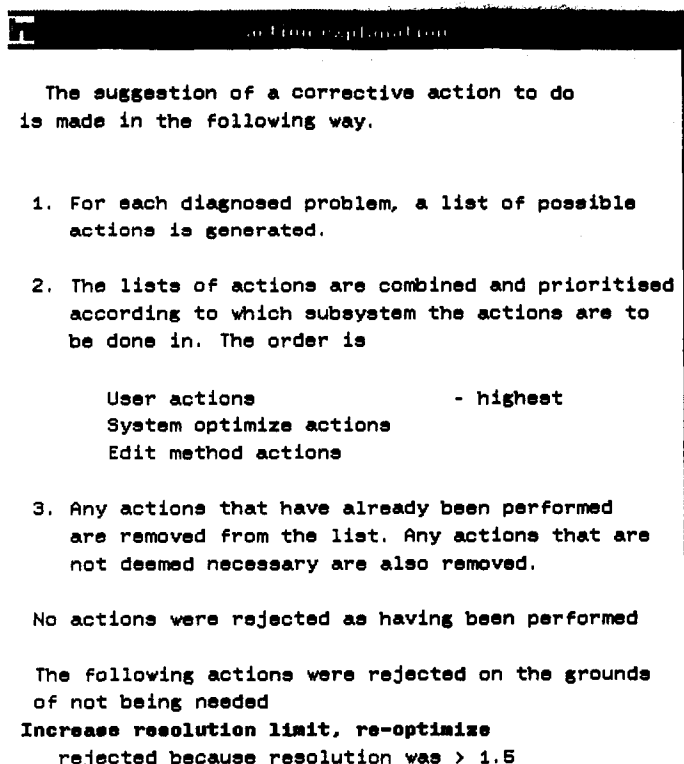 action explanation
The suggestion of a corrective action to do
is made in the following way.
1. For each diagnosed problem, a list of possible
actions is generated.
2. The lists of actions are combined and prioritised
according to which subsystem the actions are to
be done in. The order is
User actions - highest
System optimize actions
Edit method actions
3. Any actions that have already been performed
are removed from the list. Any actions that are
not deemed necessary are also removed.
No actions were rejected as having been performed
The following actions were rejected on the grounds
of not being needed
Increase resolution limit, re-optimize
rejected because resolution was > 1.5